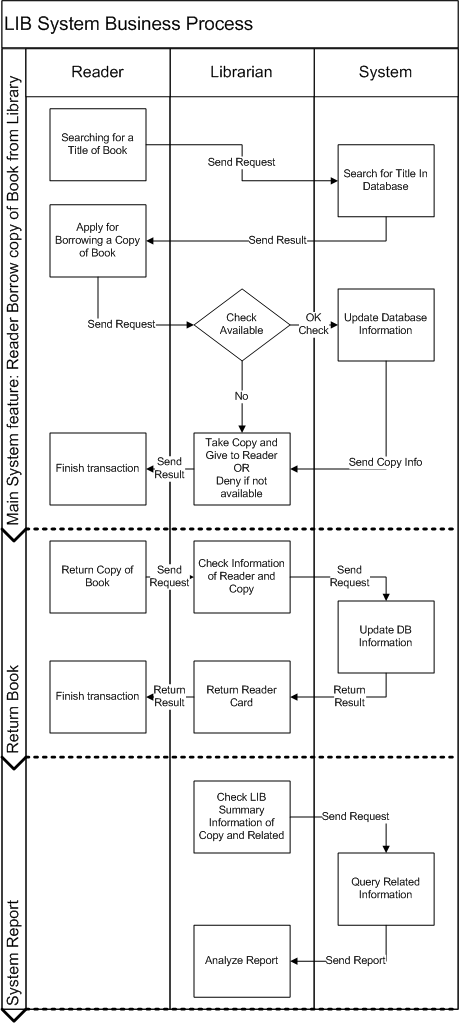 LIB System Business Process
Reader
Librarian
System
Main System feature: Reader Borrow copy of Book from Library
Searching for a
Title of Book
Send Request
Search for Title In
Database
Apply for
Borrowing a Copy
of Book
Send Result
Send Request
Check
Available
OK
Check
Update Database
Information
No
Finish transaction
Send
Result
Take Copy and
Give to Reader
OR
Deny if not
available
Send Copy Info
Return Book
Return Copy of
Book
Send
Request
Check Information
of Reader and
Copy
Send
Request
Update DB
Information
Finish transaction
Return
Result
Return Reader
Card
Return
Result
System Report
Check LIB
Summary
Information of
Copy and Related
Send Request
Query Related
Information
Analyze Report
Send Report